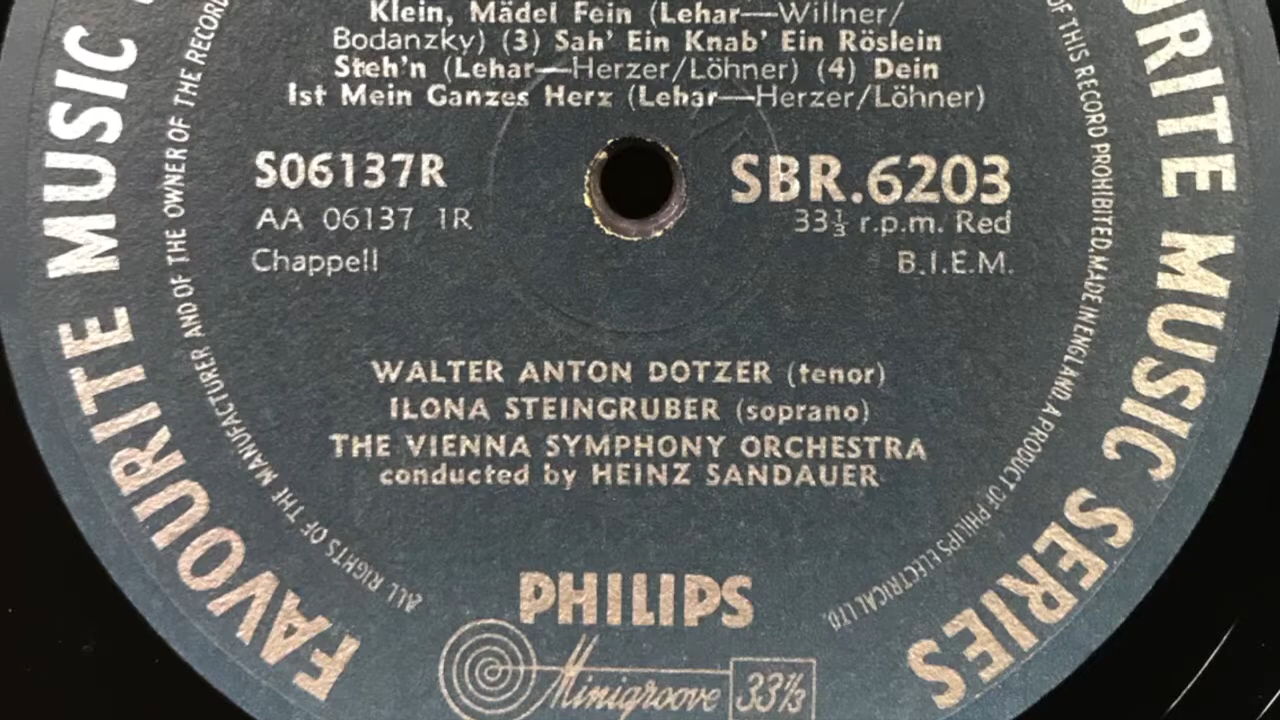 Klein, Mädel Fein (Lehar—Willner/
Bodanzky) (3) Sah' Ein Knab' Ein Röslein
Steh'n (Lehar—Herzer/Löhner) (4) Dein
Ist Mein Ganzes Herz (Lehar—Herzer/Löhner)
S06137R
SBR.6203
AA 06137 1R
33⅓ r.p.m. Red
Chappell
B.I.E.M.
WALTER ANTON DOTZER (tenor)
ILONA STEINGRUBER (soprano)
THE VIENNA SYMPHONY ORCHESTRA
conducted by HEINZ SANDAUER
PHILIPS
Minigroove 33⅓
FAVOURITE MUSIC
MUSIC SERIES
ALL RIGHTS OF THE MANUFACTURER AND OF THE OWNER OF THE RECORD
OF THIS RECORD PROHIBITED. MADE IN ENGLAND. A PRODUCT OF PHILIPS ELECTRICAL LTD.